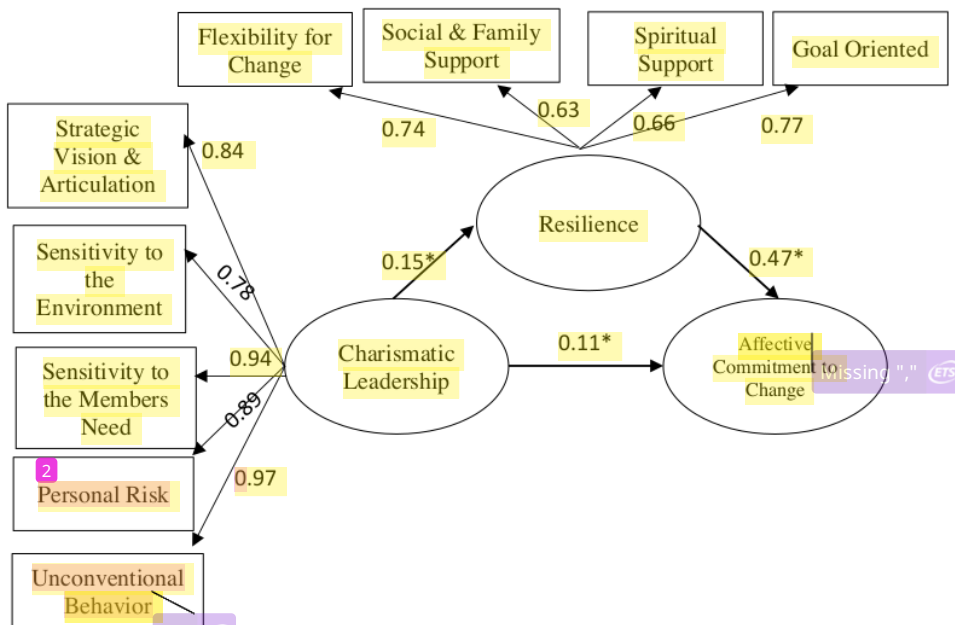 Flexibility for
Change
Social & Family
Support
Spiritual
Support
Goal Oriented
0.74
0.63
0.66
0.77
Strategic
Vision &
Articulation
0.84
Sensitivity to
the
Environment
0.78
Sensitivity to
the Members
Need
0.94
0.89
2
Personal Risk
0.97
Unconventional
Behavior
Resilience
0.15*
0.47*
Charismatic
Leadership
0.11*
Affective
Commitment to
Change
Missing "," ETS